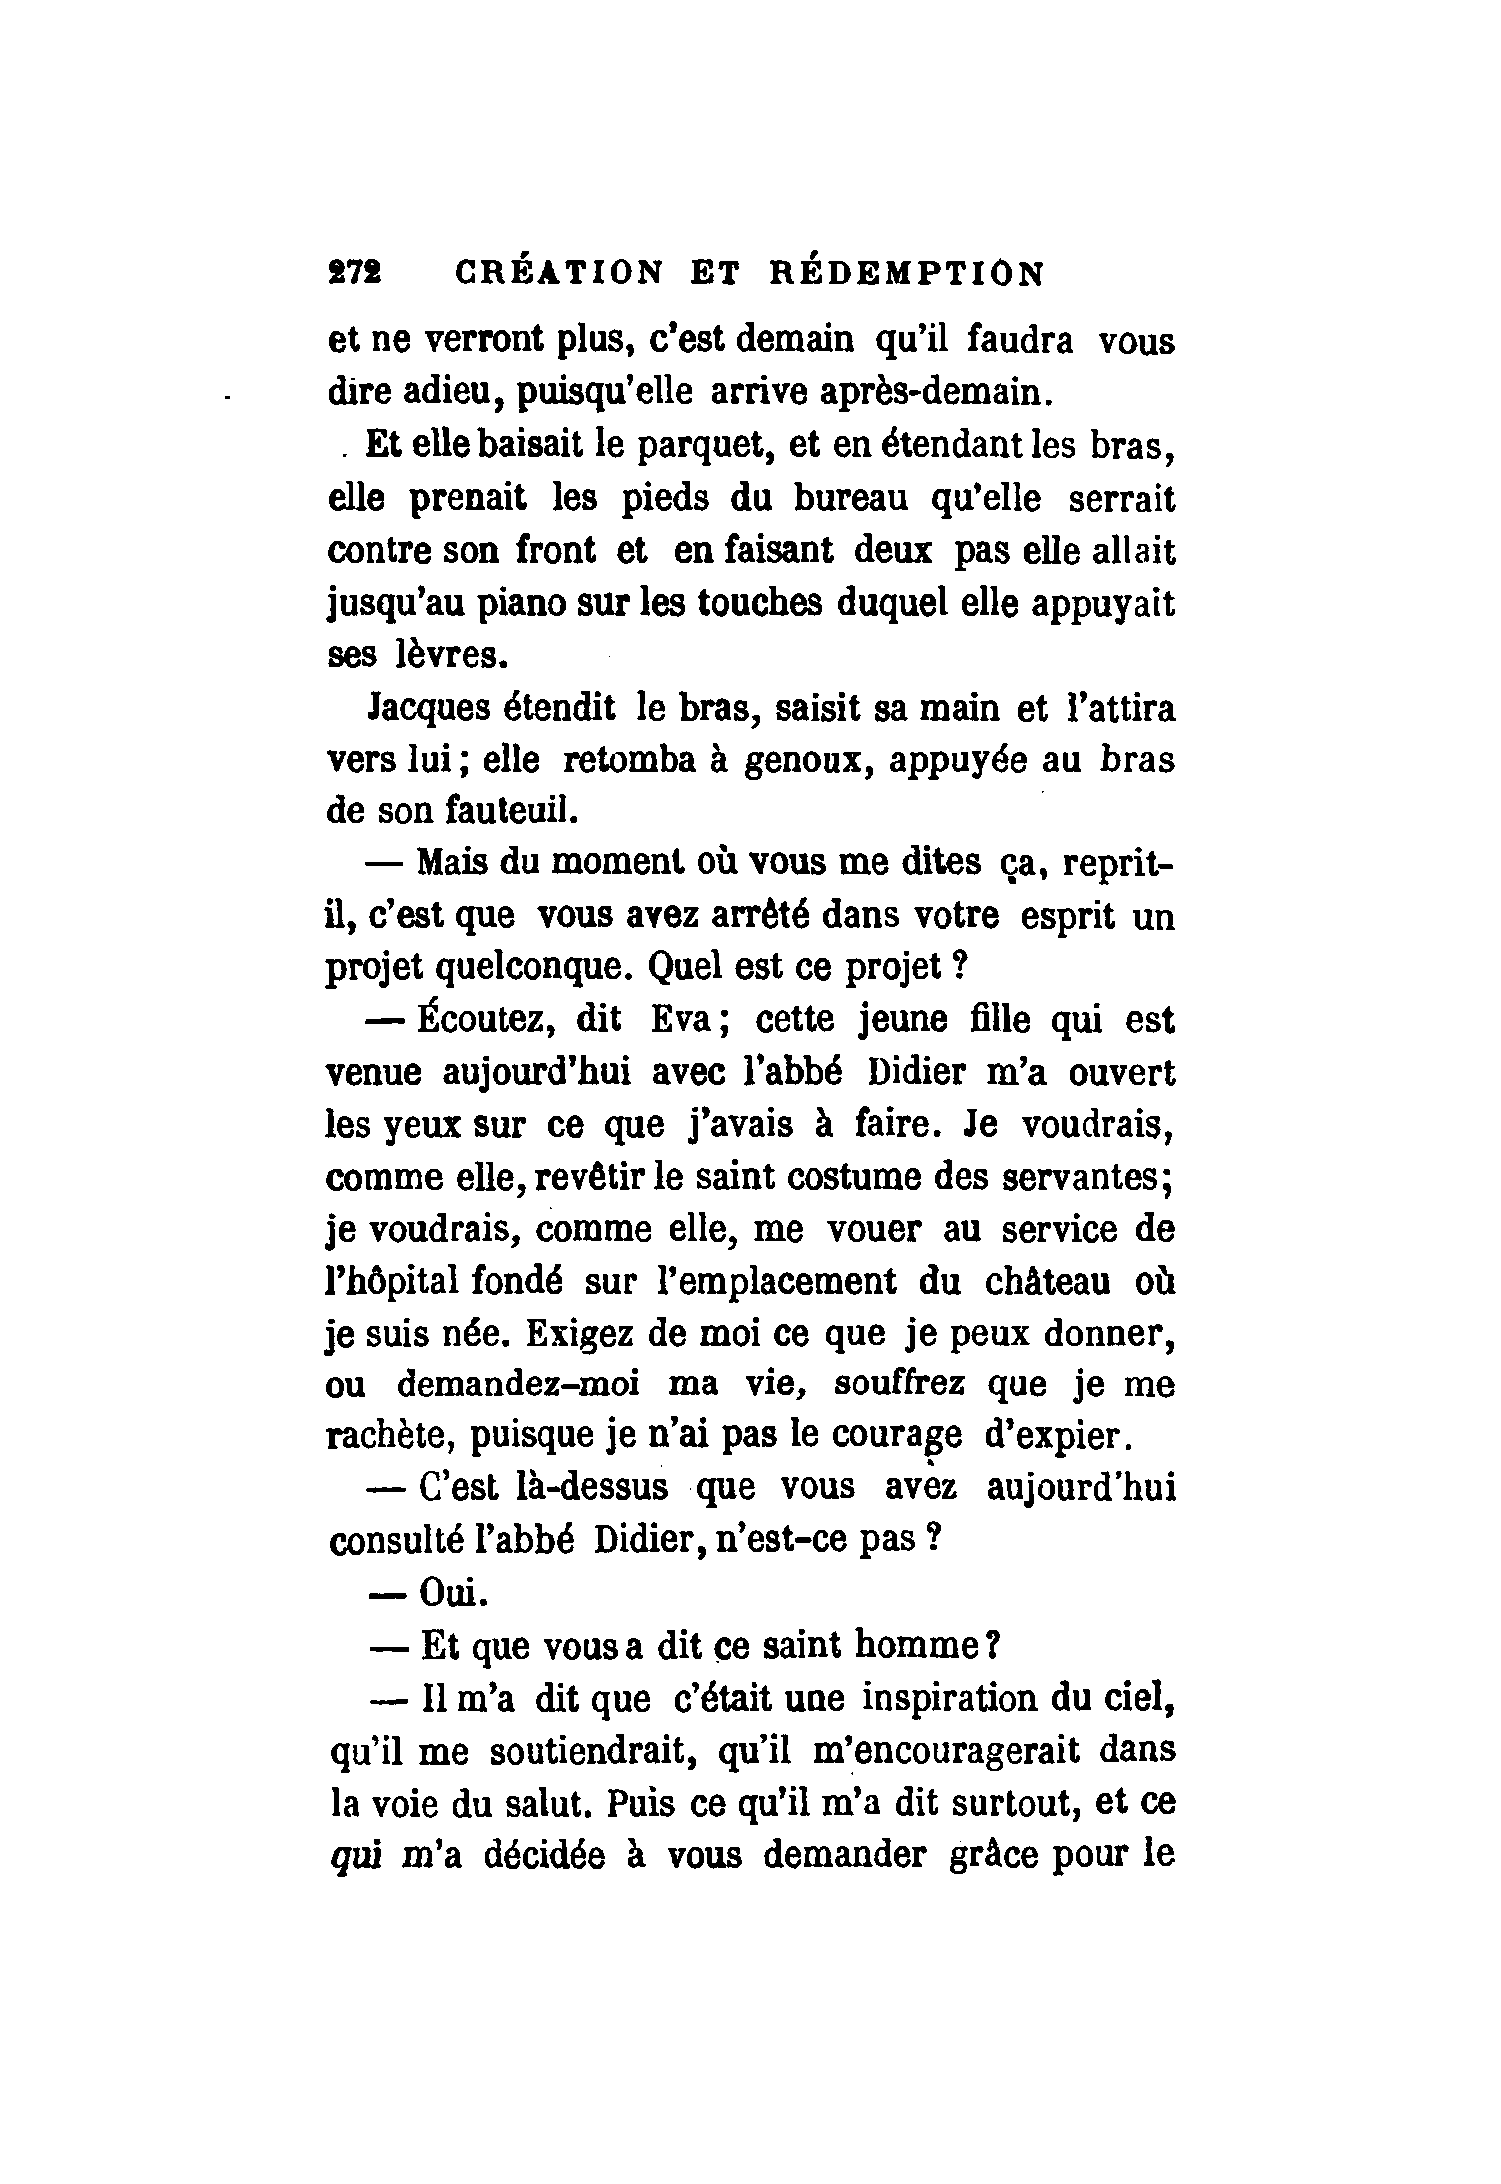 272 CRÉATION ET RÉDEMPTION
et ne verront plus, c'est demain qu'il faudra vous
dire adieu, puisqu'elle arrive après-demain.
Et elle baisait le parquet, et en étendant les bras,
elle prenait les pieds du bureau qu'elle serrait
contre son front et en faisant deux pas elle allait
jusqu'au piano sur les touches duquel elle appuyait
ses lèvres.
Jacques étendit le bras, saisit sa main et l'attira
vers lui ; elle retomba à genoux, appuyée au bras
de son fauteuil.
— Mais du moment où vous me dites ça, reprit-
il, c'est que vous avez arrêté dans votre esprit un
projet quelconque. Quel est ce projet ?
— Écoutez, dit Eva ; cette jeune fille qui est
venue aujourd'hui avec l'abbé Didier m'a ouvert
les yeux sur ce que j'avais à faire. Je voudrais,
comme elle, revêtir le saint costume des servantes;
je voudrais, comme elle, me vouer au service de
l'hôpital fondé sur l'emplacement du château où
je suis née. Exigez de moi ce que je peux donner,
ou demandez-moi ma vie, souffrez que je me
rachète, puisque je n'ai pas le courage d'expier.
— C'est là-dessus que vous avez aujourd'hui
consulté l'abbé Didier, n'est-ce pas ?
— Oui.
— Et que vous a dit ce saint homme ?
— Il m'a dit que c'était une inspiration du ciel,
qu'il me soutiendrait, qu'il m'encouragerait dans
la voie du salut. Puis ce qu'il m'a dit surtout, et ce
qui m'a décidée à vous demander grâce pour le